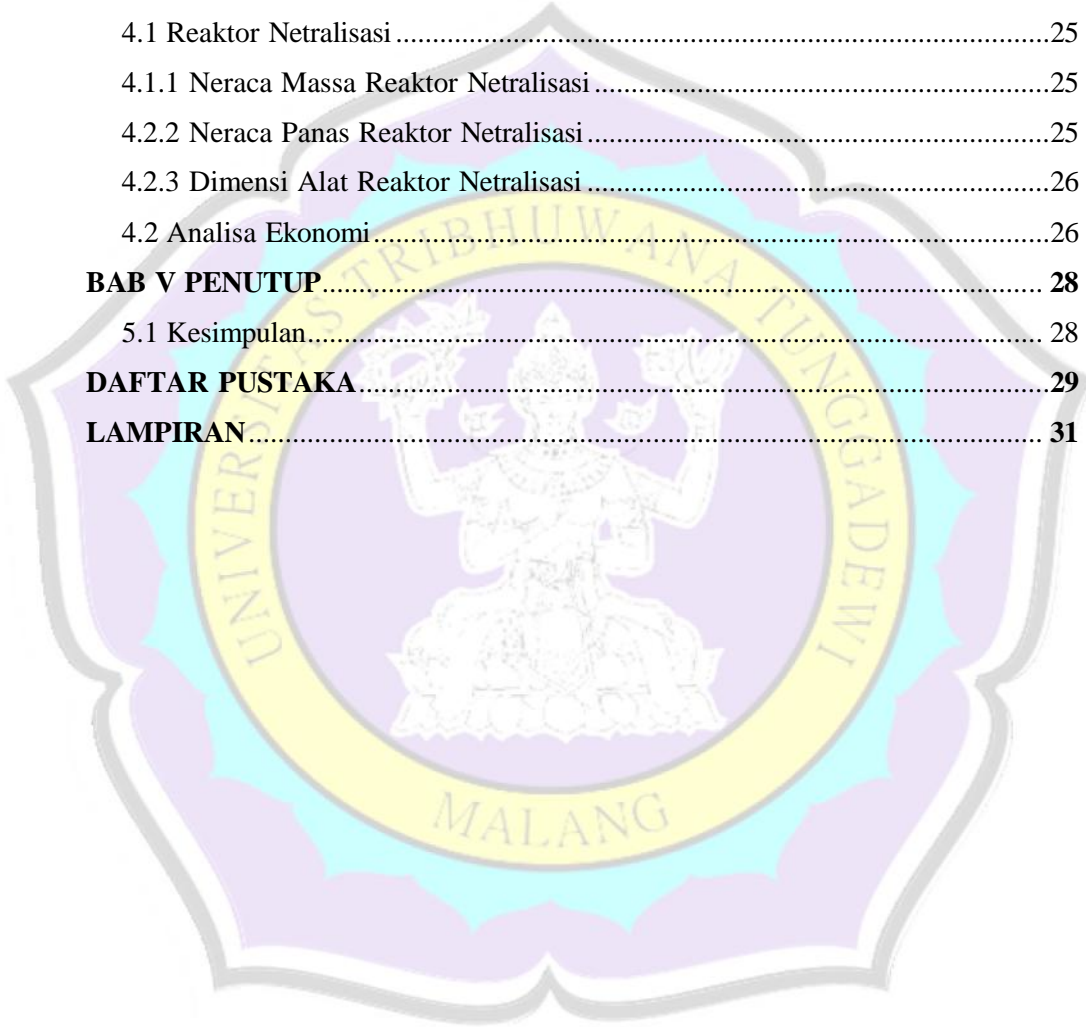 4.1 Reaktor Netralisasi ........ 25
4.1.1 Neraca Massa Reaktor Netralisasi ........ 25
4.2.2 Neraca Panas Reaktor Netralisasi ........ 25
4.2.3 Dimensi Alat Reaktor Netralisasi ........ 26
4.2 Analisa Ekonomi ........ 26
BAB V PENUTUP ........ 28
5.1 Kesimpulan ........ 28
DAFTAR PUSTAKA ........ 29
LAMPIRAN ........ 31
UNIVERSITAS TRIBHUWANA TUNGGADEWI
MALANG